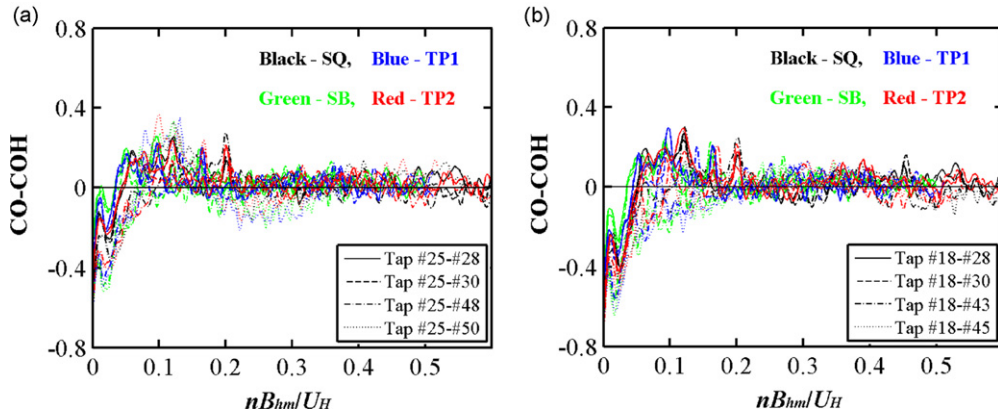 (a)
0.8
0.4
0
-0.4
-0.8
CO-COH
Black - SQ, Blue - TP1
Green - SB, Red - TP2
Tap #25-#28
Tap #25-#30
Tap #25-#48
Tap #25-#50
0 0.1 0.2 0.3 0.4 0.5
nBhm/UH
(b)
0.8
0.4
0
-0.4
-0.8
CO-COH
Black - SQ, Blue - TP1
Green - SB, Red - TP2
Tap #18-#28
Tap #18-#30
Tap #18-#43
Tap #18-#45
0 0.1 0.2 0.3 0.4 0.5
nBhm/UH